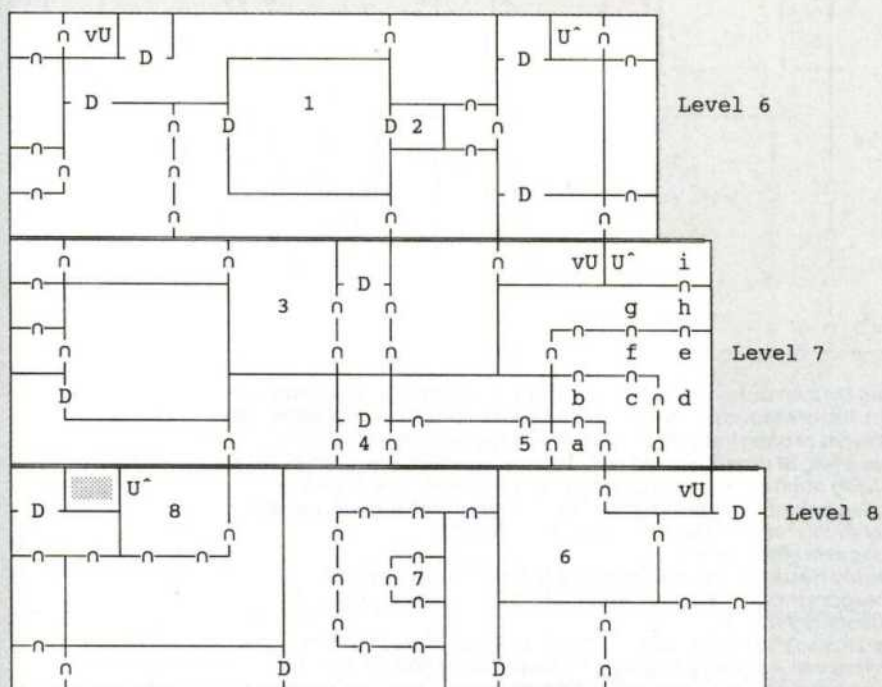 ∩ vU ∩ U^ ∩
∩ D D ∩
D 1 ∩ Level 6
∩ D D 2 ∩
∩ ∩
∩ ∩
∩ D ∩
∩ ∩ ∩
∩ ∩ ∩ vU U^ i
∩ D ∩
3 ∩ ∩ g h
∩ ∩ ∩ ∩
∩ ∩ f e Level 7
∩ ∩
D b c ∩ d
D ∩ ∩
∩ ∩ 4 ∩ 5 ∩ a ∩ ∩
U^ ∩ vU
D 8 ∩ ∩ ∩ D Level 8
∩ ∩ ∩
∩ ∩ ∩ ∩ ∩ 6
∩ ∩ 7
∩ ∩ ∩
∩ ∩
∩ ∩ ∩
∩ D D ∩